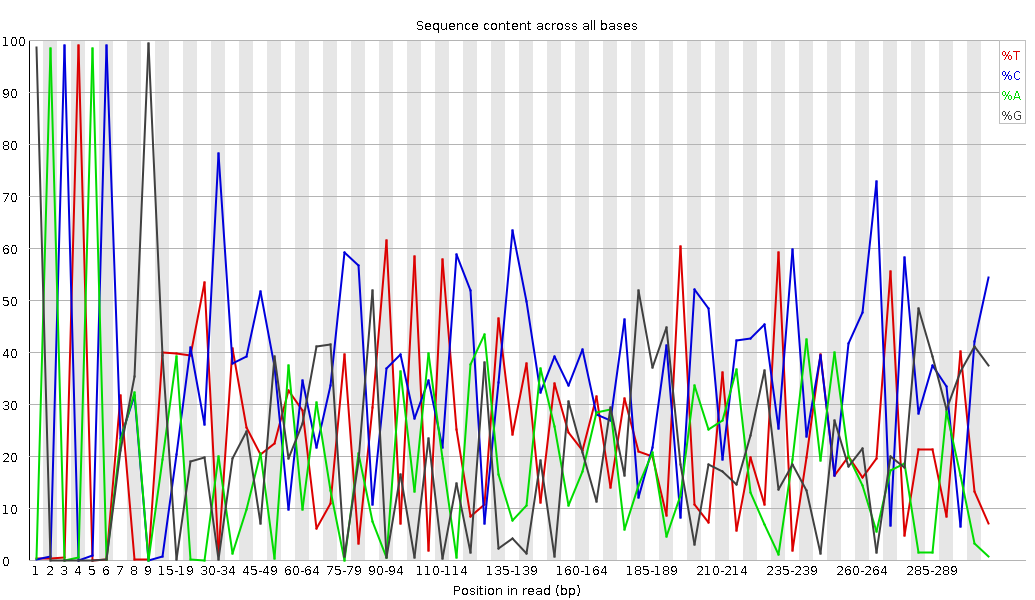 Sequence content across all bases
100
90
80
70
60
50
40
30
20
10
0
%T
%C
%A
%G
1 2 3 4 5 6 7 8 9 15-19 30-34 45-49 60-64 75-79 90-94 110-114 135-139 160-164 185-189 210-214 235-239 260-264 285-289
Position in read (bp)